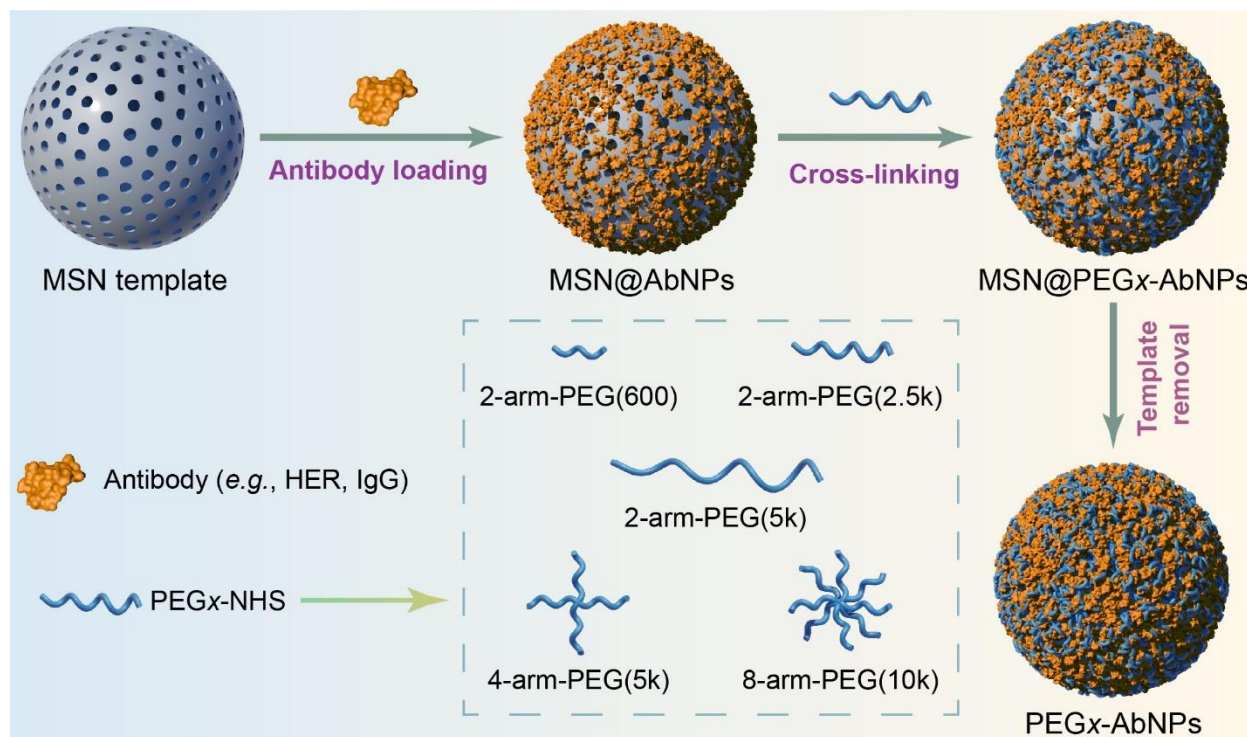 Antibody loading
Cross-linking
MSN template
MSN@AbNPs
MSN@PEGx-AbNPs
Template
removal
2-arm-PEG(600)
2-arm-PEG(2.5k)
Antibody (e.g., HER, IgG)
2-arm-PEG(5k)
PEGx-NHS
4-arm-PEG(5k)
8-arm-PEG(10k)
PEGx-AbNPs